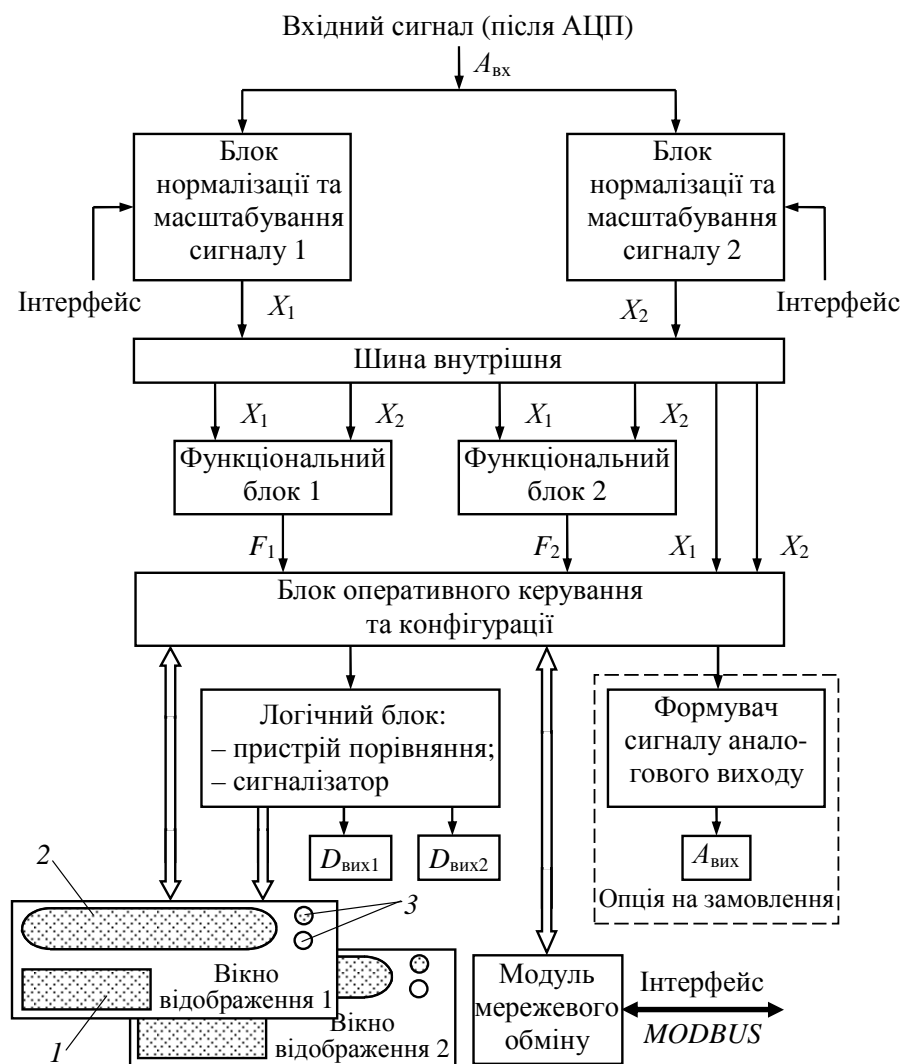 Вхідний сигнал (після АЦП)
Aвх
Блок
нормалізації та
масштабування
сигналу 1
Блок
нормалізації та
масштабування
сигналу 2
Інтерфейс
Інтерфейс
X1
X2
Шина внутрішня
X1
X2
X1
X2
Функціональний
блок 1
Функціональний
блок 2
F1
F2
X1
X2
Блок оперативного керування
та конфігурації
Логічний блок:
– пристрій порівняння;
– сигналізатор
Формувач
сигналу анало-
гового виходу
Dвих1
Dвих2
Aвих
Опція на замовлення
2
3
Вікно
відображення 1
1
Вікно
відображення 2
Модуль
мережевого
обміну
Інтерфейс
MODBUS